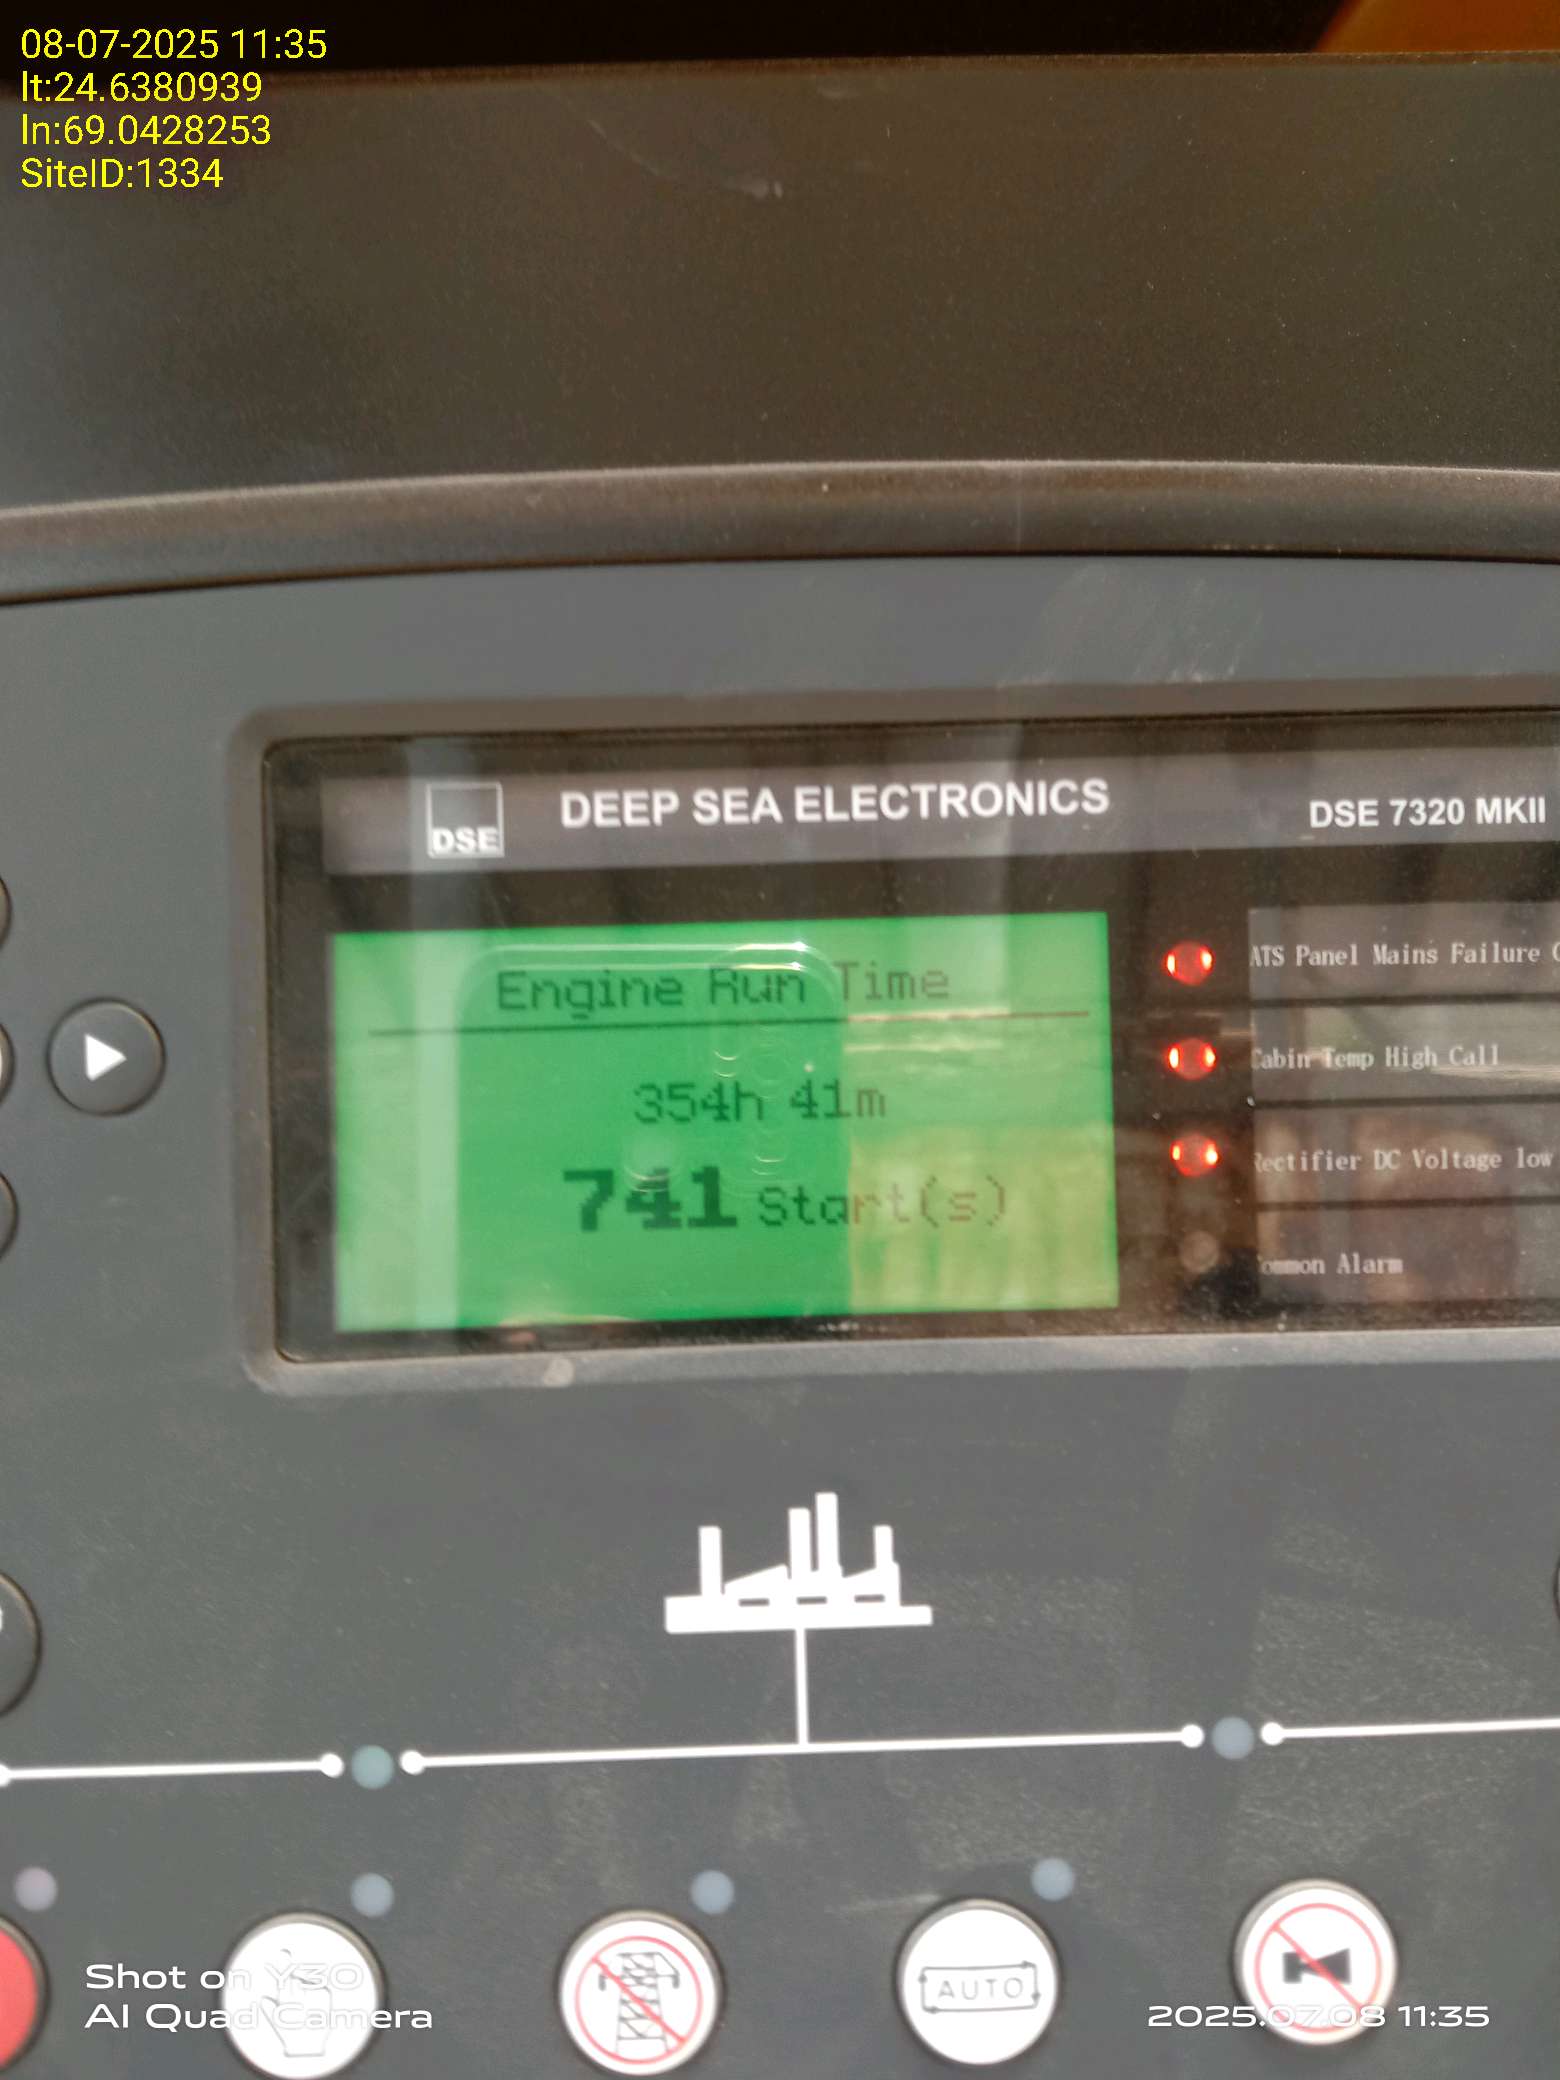 08-07-2025 11:35
lt:24.6380939
ln:69.0428253
SiteID:1334
DSE
DEEP SEA ELECTRONICS
DSE 7320 MKII
Engine Run Time
354h 41m
741 Start(s)
ATS Panel Mains Failure
Cabin Temp High Call
Rectifier DC Voltage low
Common Alarm
AUTO
Shot on Y30
AI Quad Camera
2025.07.08 11:35